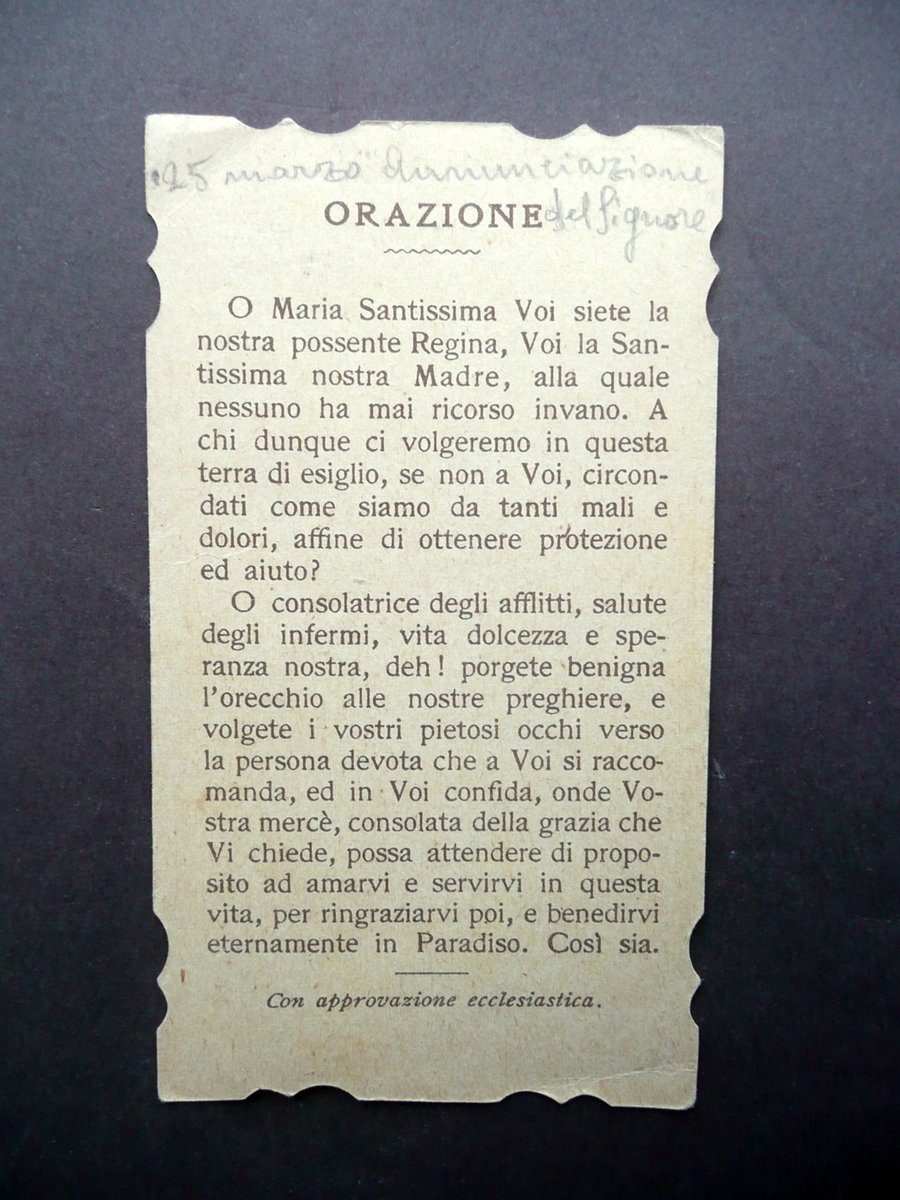 25 marzo Annunciazione
del Signore
ORAZIONE
O Maria Santissima Voi siete la
nostra possente Regina, Voi la San-
tissima nostra Madre, alla quale
nessuno ha mai ricorso invano. A
chi dunque ci volgeremo in questa
terra di esiglio, se non a Voi, circon-
dati come siamo da tanti mali e
dolori, affine di ottenere protezione
ed aiuto?
O consolatrice degli afflitti, salute
degli infermi, vita dolcezza e spe-
ranza nostra, deh! porgete benigna
l'orecchio alle nostre preghiere, e
volgete i vostri pietosi occhi verso
la persona devota che a Voi si racco-
manda, ed in Voi confida, onde Vo-
stra mercè, consolata della grazia che
Vi chiede, possa attendere di propo-
sito ad amarvi e servirvi in questa
vita, per ringraziarvi poi, e benedirvi
eternamente in Paradiso. Così sia.
Con approvazione ecclesiastica.